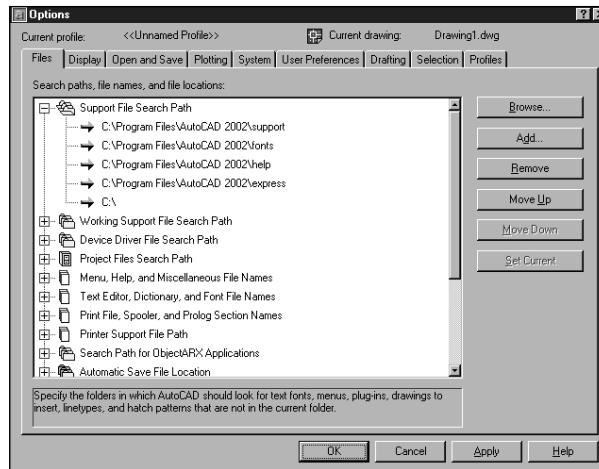 Options
Current profile: <<Unnamed Profile>> Current drawing: Drawing1.dwg
Files Display Open and Save Plotting System User Preferences Drafting Selection Profiles
Search paths, file names, and file locations:
Support File Search Path
C:\Program Files\AutoCAD 2002\support
C:\Program Files\AutoCAD 2002\fonts
C:\Program Files\AutoCAD 2002\help
C:\Program Files\AutoCAD 2002\express
C:\
Working Support File Search Path
Device Driver File Search Path
Project Files Search Path
Menu, Help, and Miscellaneous File Names
Text Editor, Dictionary, and Font File Names
Print File, Spooler, and Prolog Section Names
Printer Support File Path
Search Path for ObjectARX Applications
Automatic Save File Location
Browse...
Add...
Remove
Move Up
Move Down
Set Current
Specify the folders in which AutoCAD should look for text fonts, menus, plug-ins, drawings to
insert, linetypes, and hatch patterns that are not in the current folder.
OK Cancel Apply Help